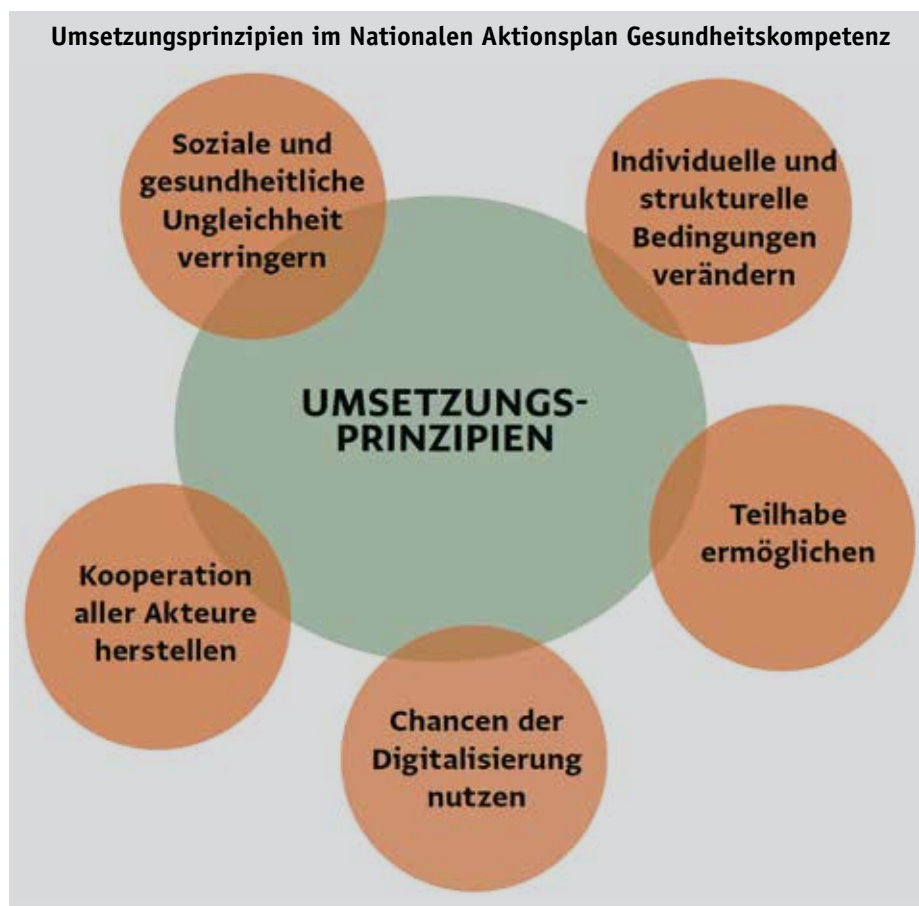 Umsetzungsprinzipien im Nationalen Aktionsplan Gesundheitskompetenz
Soziale und
gesundheitliche
Ungleichheit
verringern
Individuelle und
strukturelle
Bedingungen
verändern
UMSETZUNGS-
PRINZIPIEN
Teilhabe
ermöglichen
Kooperation
aller Akteure
herstellen
Chancen der
Digitalisierung
nutzen